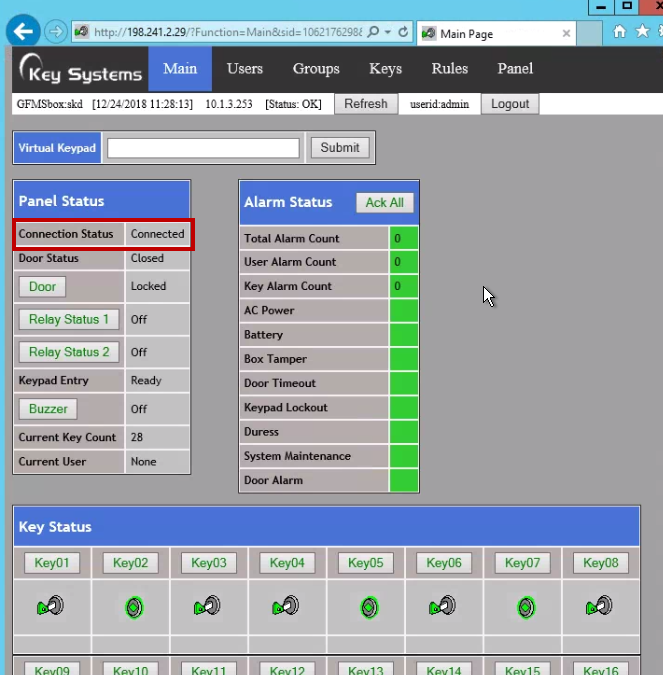 http://198.241.2.29/?Function=Main&sid=1062176298
Main Page
Key Systems
Main Users Groups Keys Rules Panel
GFMSbox:skd [12/24/2018 11:28:13] 10.1.3.253 [Status: OK] Refresh userid:admin Logout
Virtual Keypad Submit
Panel Status
Connection Status Connected
Door Status Closed
Door Locked
Relay Status 1 Off
Relay Status 2 Off
Keypad Entry Ready
Buzzer Off
Current Key Count 28
Current User None
Alarm Status Ack All
Total Alarm Count 0
User Alarm Count 0
Key Alarm Count 0
AC Power
Battery
Box Tamper
Door Timeout
Keypad Lockout
Duress
System Maintenance
Door Alarm
Key Status
Key01 Key02 Key03 Key04 Key05 Key06 Key07 Key08
Key09 Key10 Key11 Key12 Key13 Key14 Key15 Key16